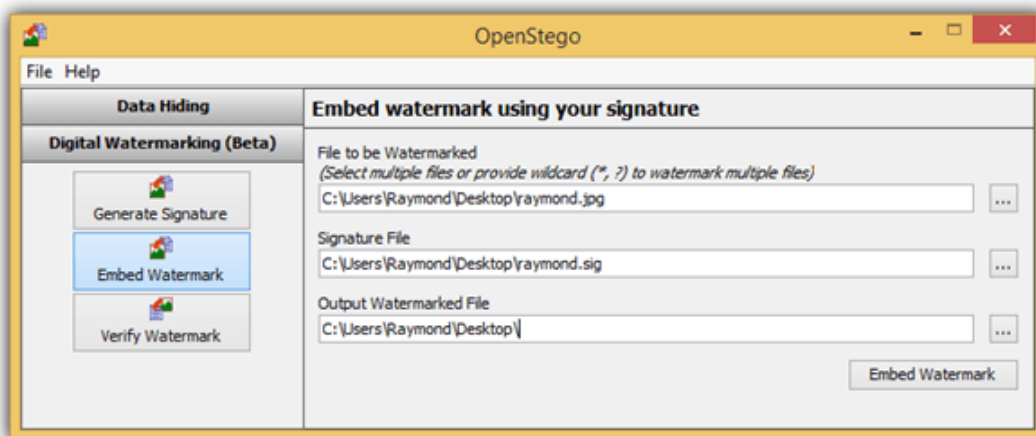 OpenStego
File Help
Data Hiding
Digital Watermarking (Beta)
Generate Signature
Embed Watermark
Verify Watermark
Embed watermark using your signature
File to be Watermarked
(Select multiple files or provide wildcard (*, ?) to watermark multiple files)
C:\Users\Raymond\Desktop\raymond.jpg
...
Signature File
C:\Users\Raymond\Desktop\raymond.sig
...
Output Watermarked File
C:\Users\Raymond\Desktop\
...
Embed Watermark